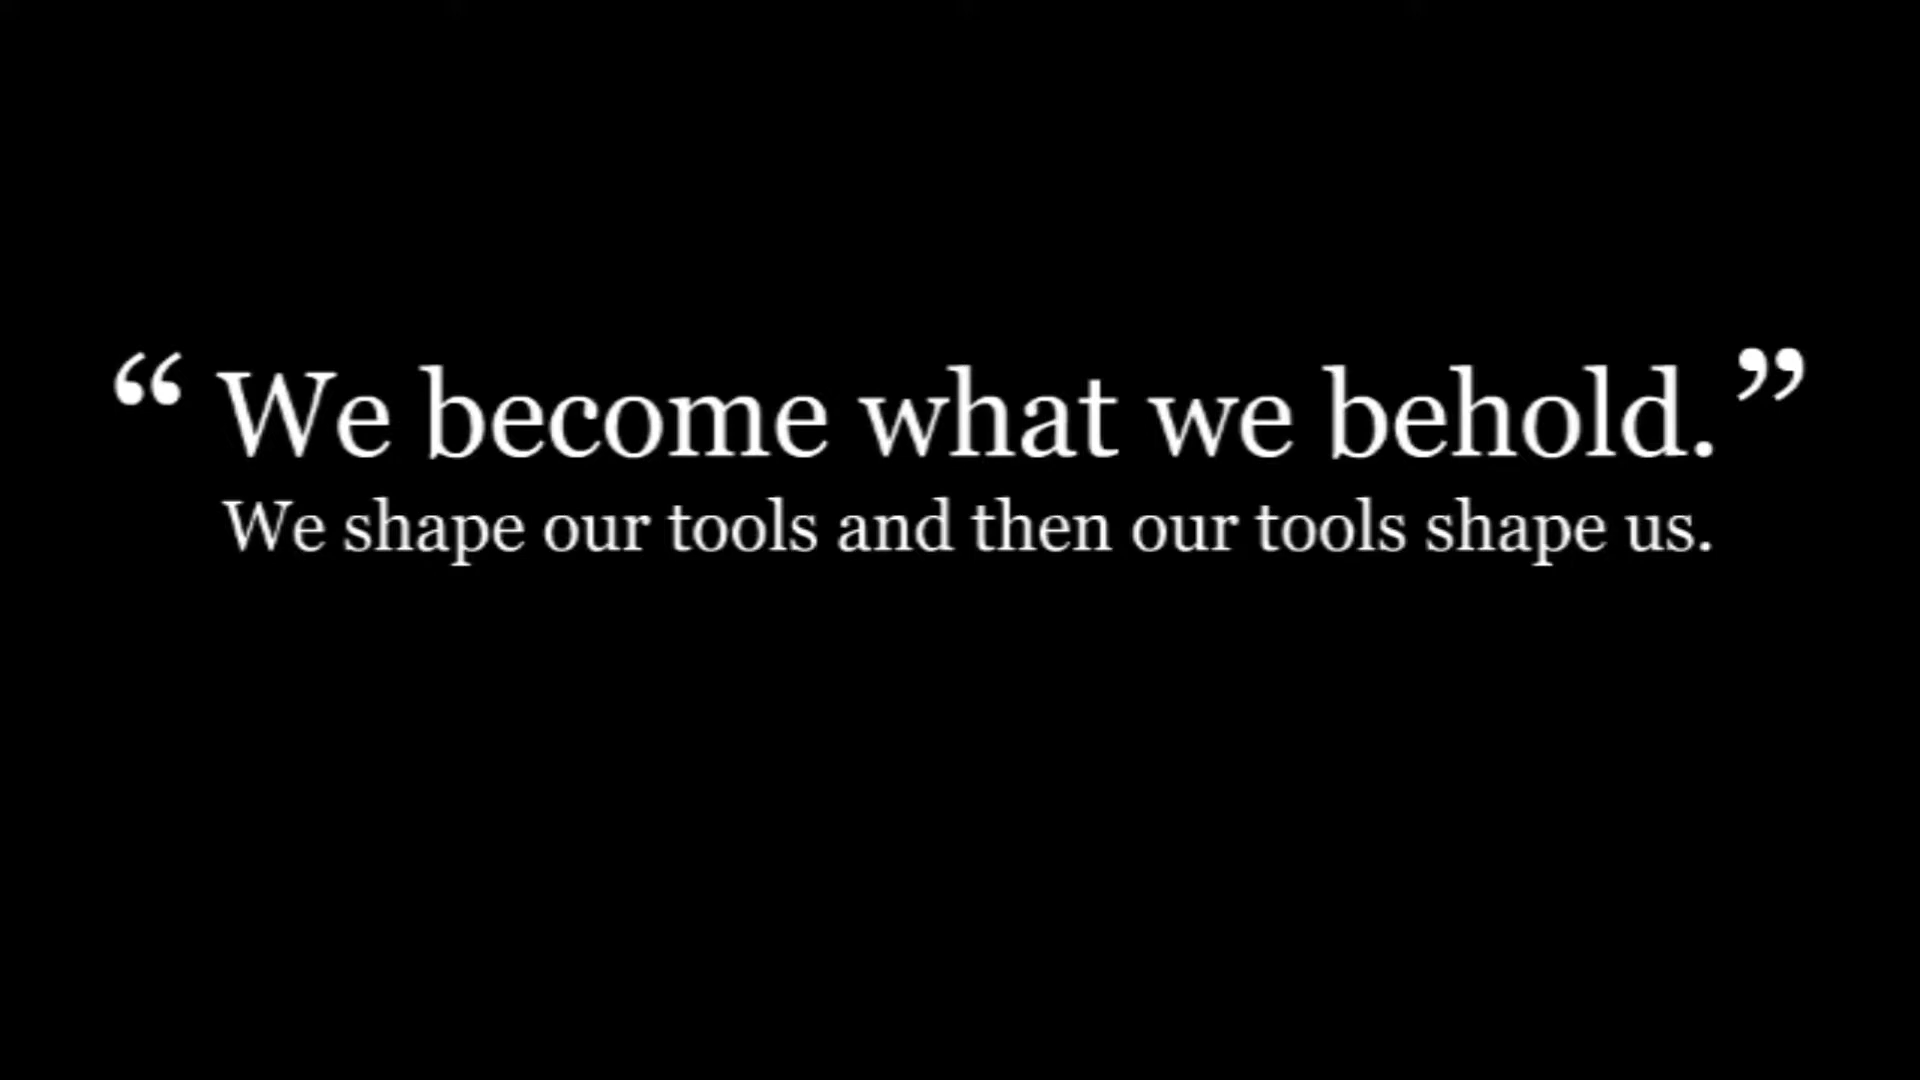 “ We become what we behold. ”
We shape our tools and then our tools shape us.